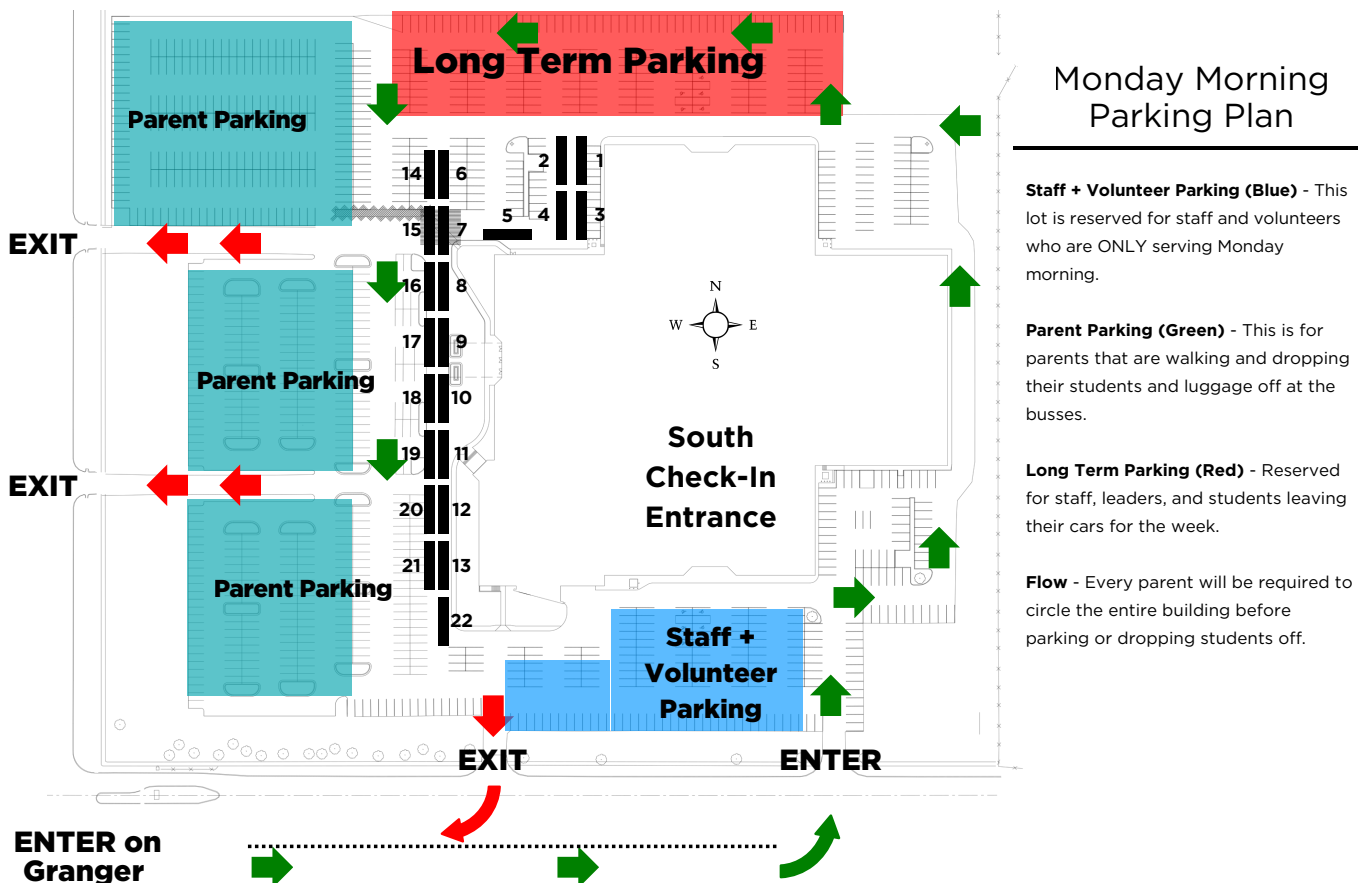 Long Term Parking
Parent Parking
2
1
14
6
15
7
5
4
3
EXIT
16
8
N
W
E
S
17
9
Parent Parking
18
10
19
11
EXIT
20
12
21
13
Parent Parking
22
South
Check-In
Entrance
Staff +
Volunteer
Parking
EXIT
ENTER
ENTER on
Granger
Monday Morning
Parking Plan
Staff + Volunteer Parking (Blue) - This
lot is reserved for staff and volunteers
who are ONLY serving Monday
morning.
Parent Parking (Green) - This is for
parents that are walking and dropping
their students and luggage off at the
busses.
Long Term Parking (Red) - Reserved
for staff, leaders, and students leaving
their cars for the week.
Flow - Every parent will be required to
circle the entire building before
parking or dropping students off.